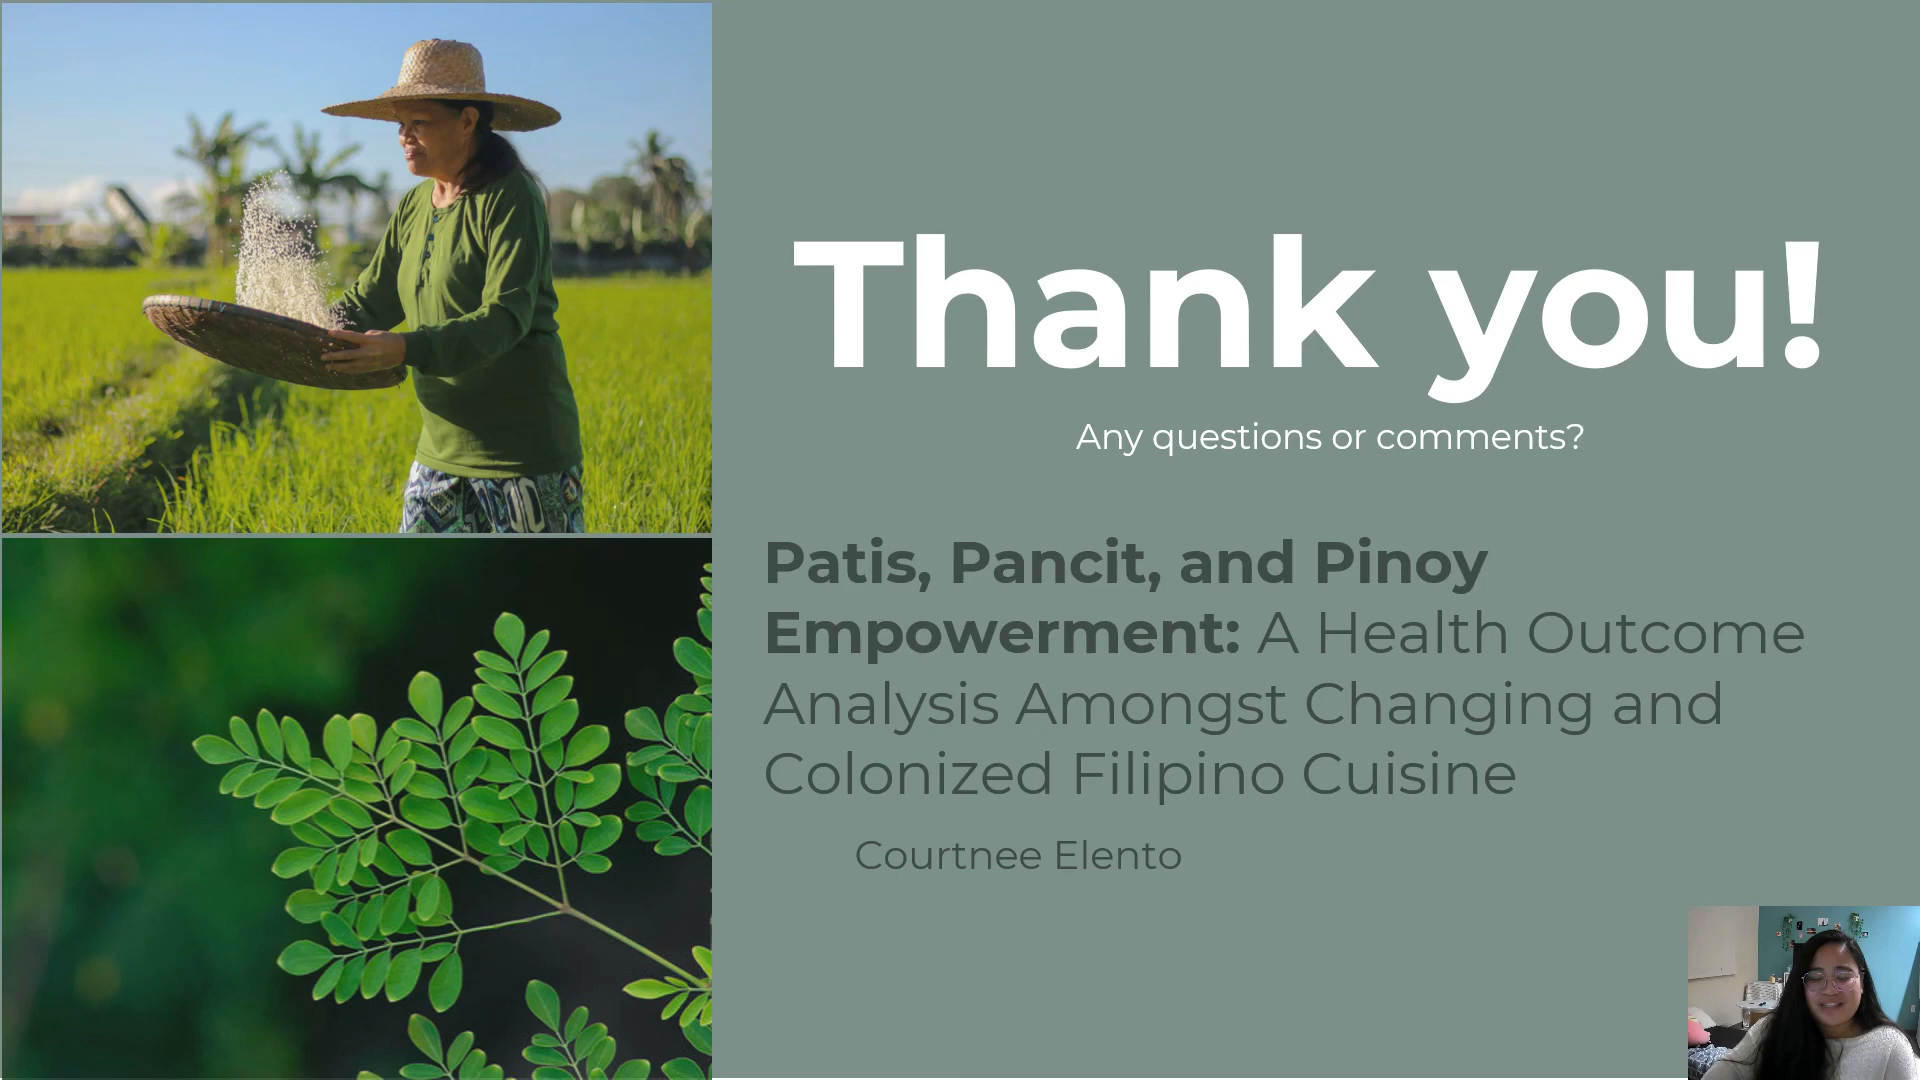 Thank you!
Any questions or comments?
Patis, Pancit, and Pinoy
Empowerment: A Health Outcome
Analysis Amongst Changing and
Colonized Filipino Cuisine
Courtnee Elento